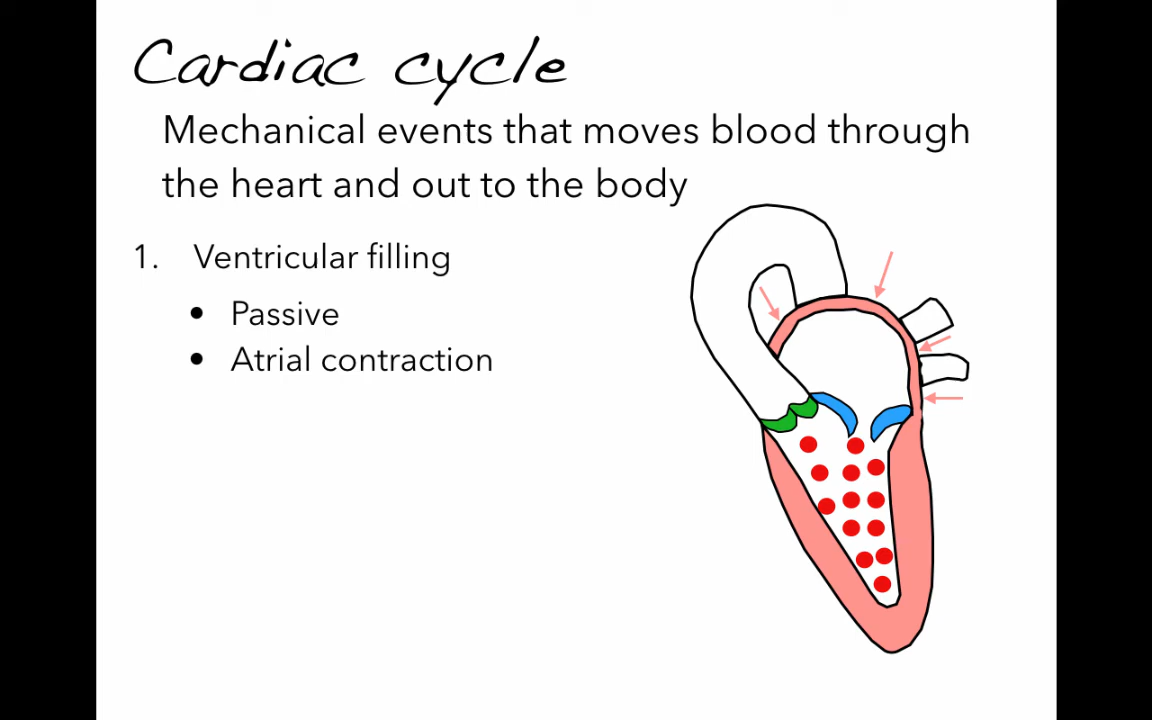 Cardiac cycle
Mechanical events that moves blood through
the heart and out to the body
1. Ventricular filling
• Passive
• Atrial contraction